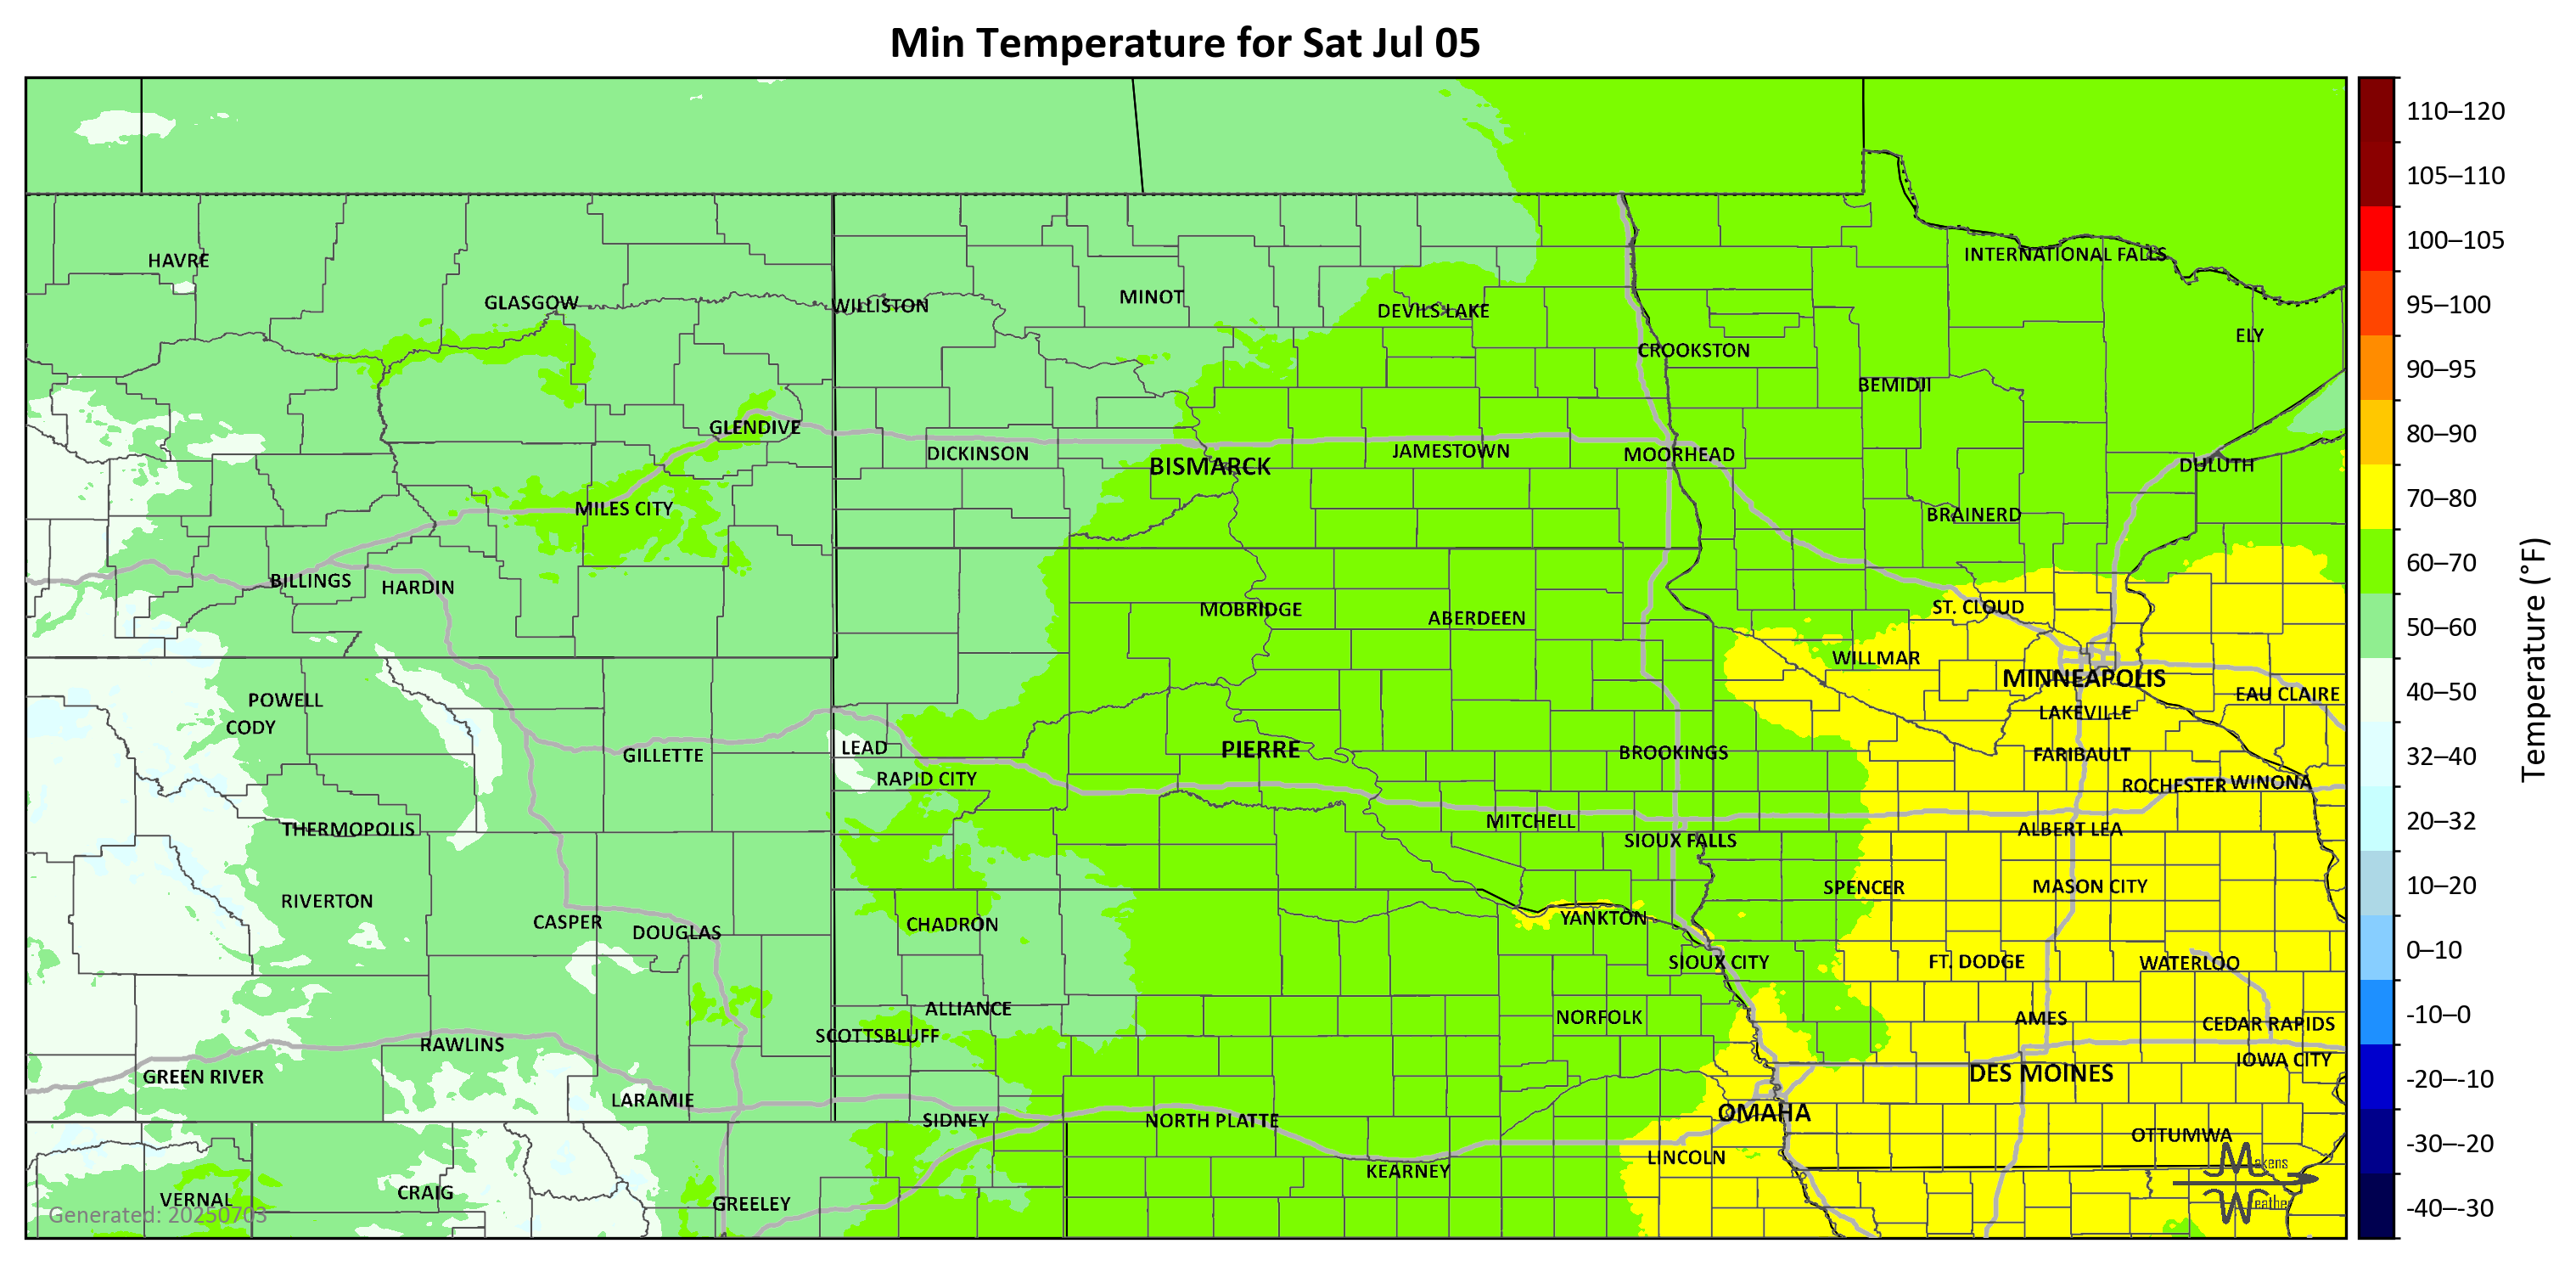 Min Temperature for Sat Jul 05
HAVRE
GLASGOW
WILLISTON
MINOT
DEVILS LAKE
INTERNATIONAL FALLS
CROOKSTON
ELY
BEMIDJI
GLENDIVE
DICKINSON
BISMARCK
JAMESTOWN
MOORHEAD
DULUTH
MILES CITY
BRAINERD
BILLINGS
HARDIN
MOBRIDGE
ABERDEEN
ST. CLOUD
WILLMAR
MINNEAPOLIS
EAU CLAIRE
POWELL
CODY
LAKEVILLE
GILLETTE
LEAD
PIERRE
BROOKINGS
FARIBAULT
RAPID CITY
ROCHESTER
WINONA
THERMOPOLIS
MITCHELL
SIOUX FALLS
ALBERT LEA
RIVERTON
SPENCER
MASON CITY
CASPER
DOUGLAS
CHADRON
YANKTON
SIOUX CITY
FT. DODGE
WATERLOO
ALLIANCE
NORFOLK
AMES
CEDAR RAPIDS
SCOTTSBLUFF
RAWLINS
IOWA CITY
GREEN RIVER
DES MOINES
LARAMIE
SIDNEY
NORTH PLATTE
OMAHA
OTTUMWA
LINCOLN
KEARNEY
VERNAL
CRAIG
GREELEY
Generated: 20250703
Makens
Weather
110–120
105–110
100–105
95–100
90–95
80–90
70–80
60–70
50–60
40–50
32–40
20–32
10–20
0–10
-10–0
-20–-10
-30–-20
-40–-30
Temperature (°F)